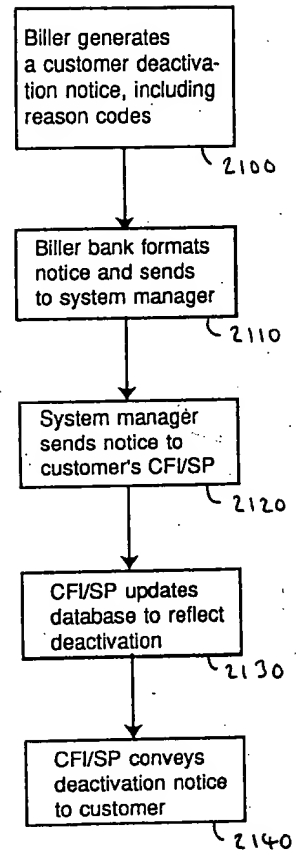 Biller generates
a customer deactiva-
tion notice, including
reason codes
2100
Biller bank formats
notice and sends
to system manager
2110
System manager
sends notice to
customer's CFI/SP
2120
CFI/SP updates
database to reflect
deactivation
2130
CFI/SP conveys
deactivation notice
to customer
2140